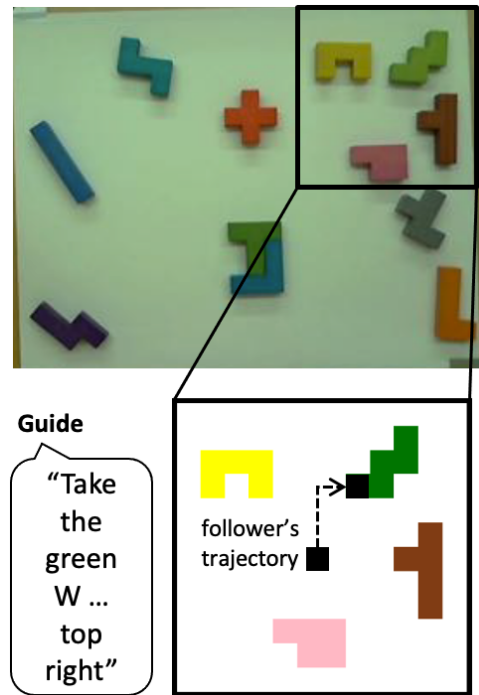 Guide
“Take
the
green
W ...
top
right”
follower's
trajectory